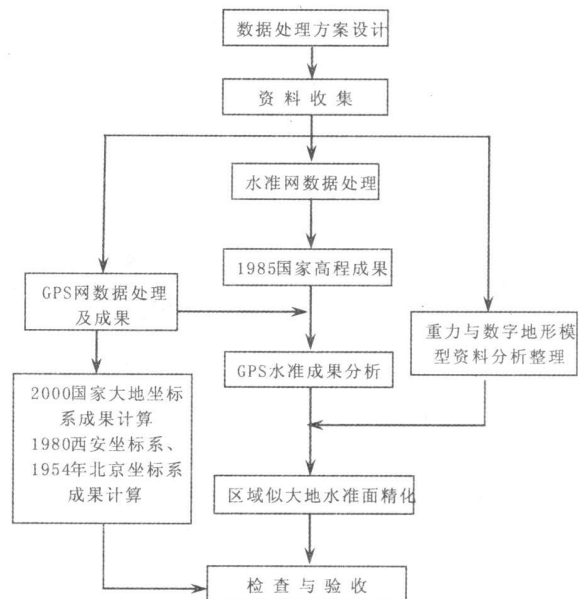 数据处理方案设计
资料收集
水准网数据处理
1985国家高程成果
GPS网数据处理
及成果
重力与数字地形模
型资料分析整理
GPS水准成果分析
2000国家大地坐标
系成果计算
1980西安坐标系、
1954年北京坐标系
成果计算
区域似大地水准面精化
检查与验收